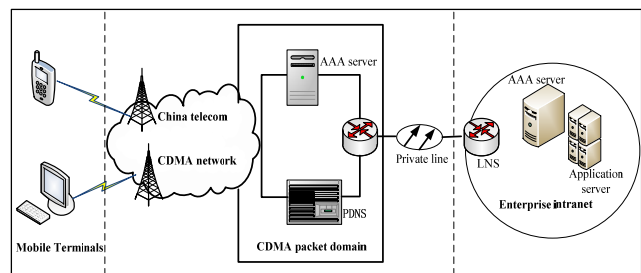 AAA server
AAA server
China telecom
CDMA network
Private line
LNS
Application
server
PDNS
Enterprise intranet
Mobile Terminals
CDMA packet domain